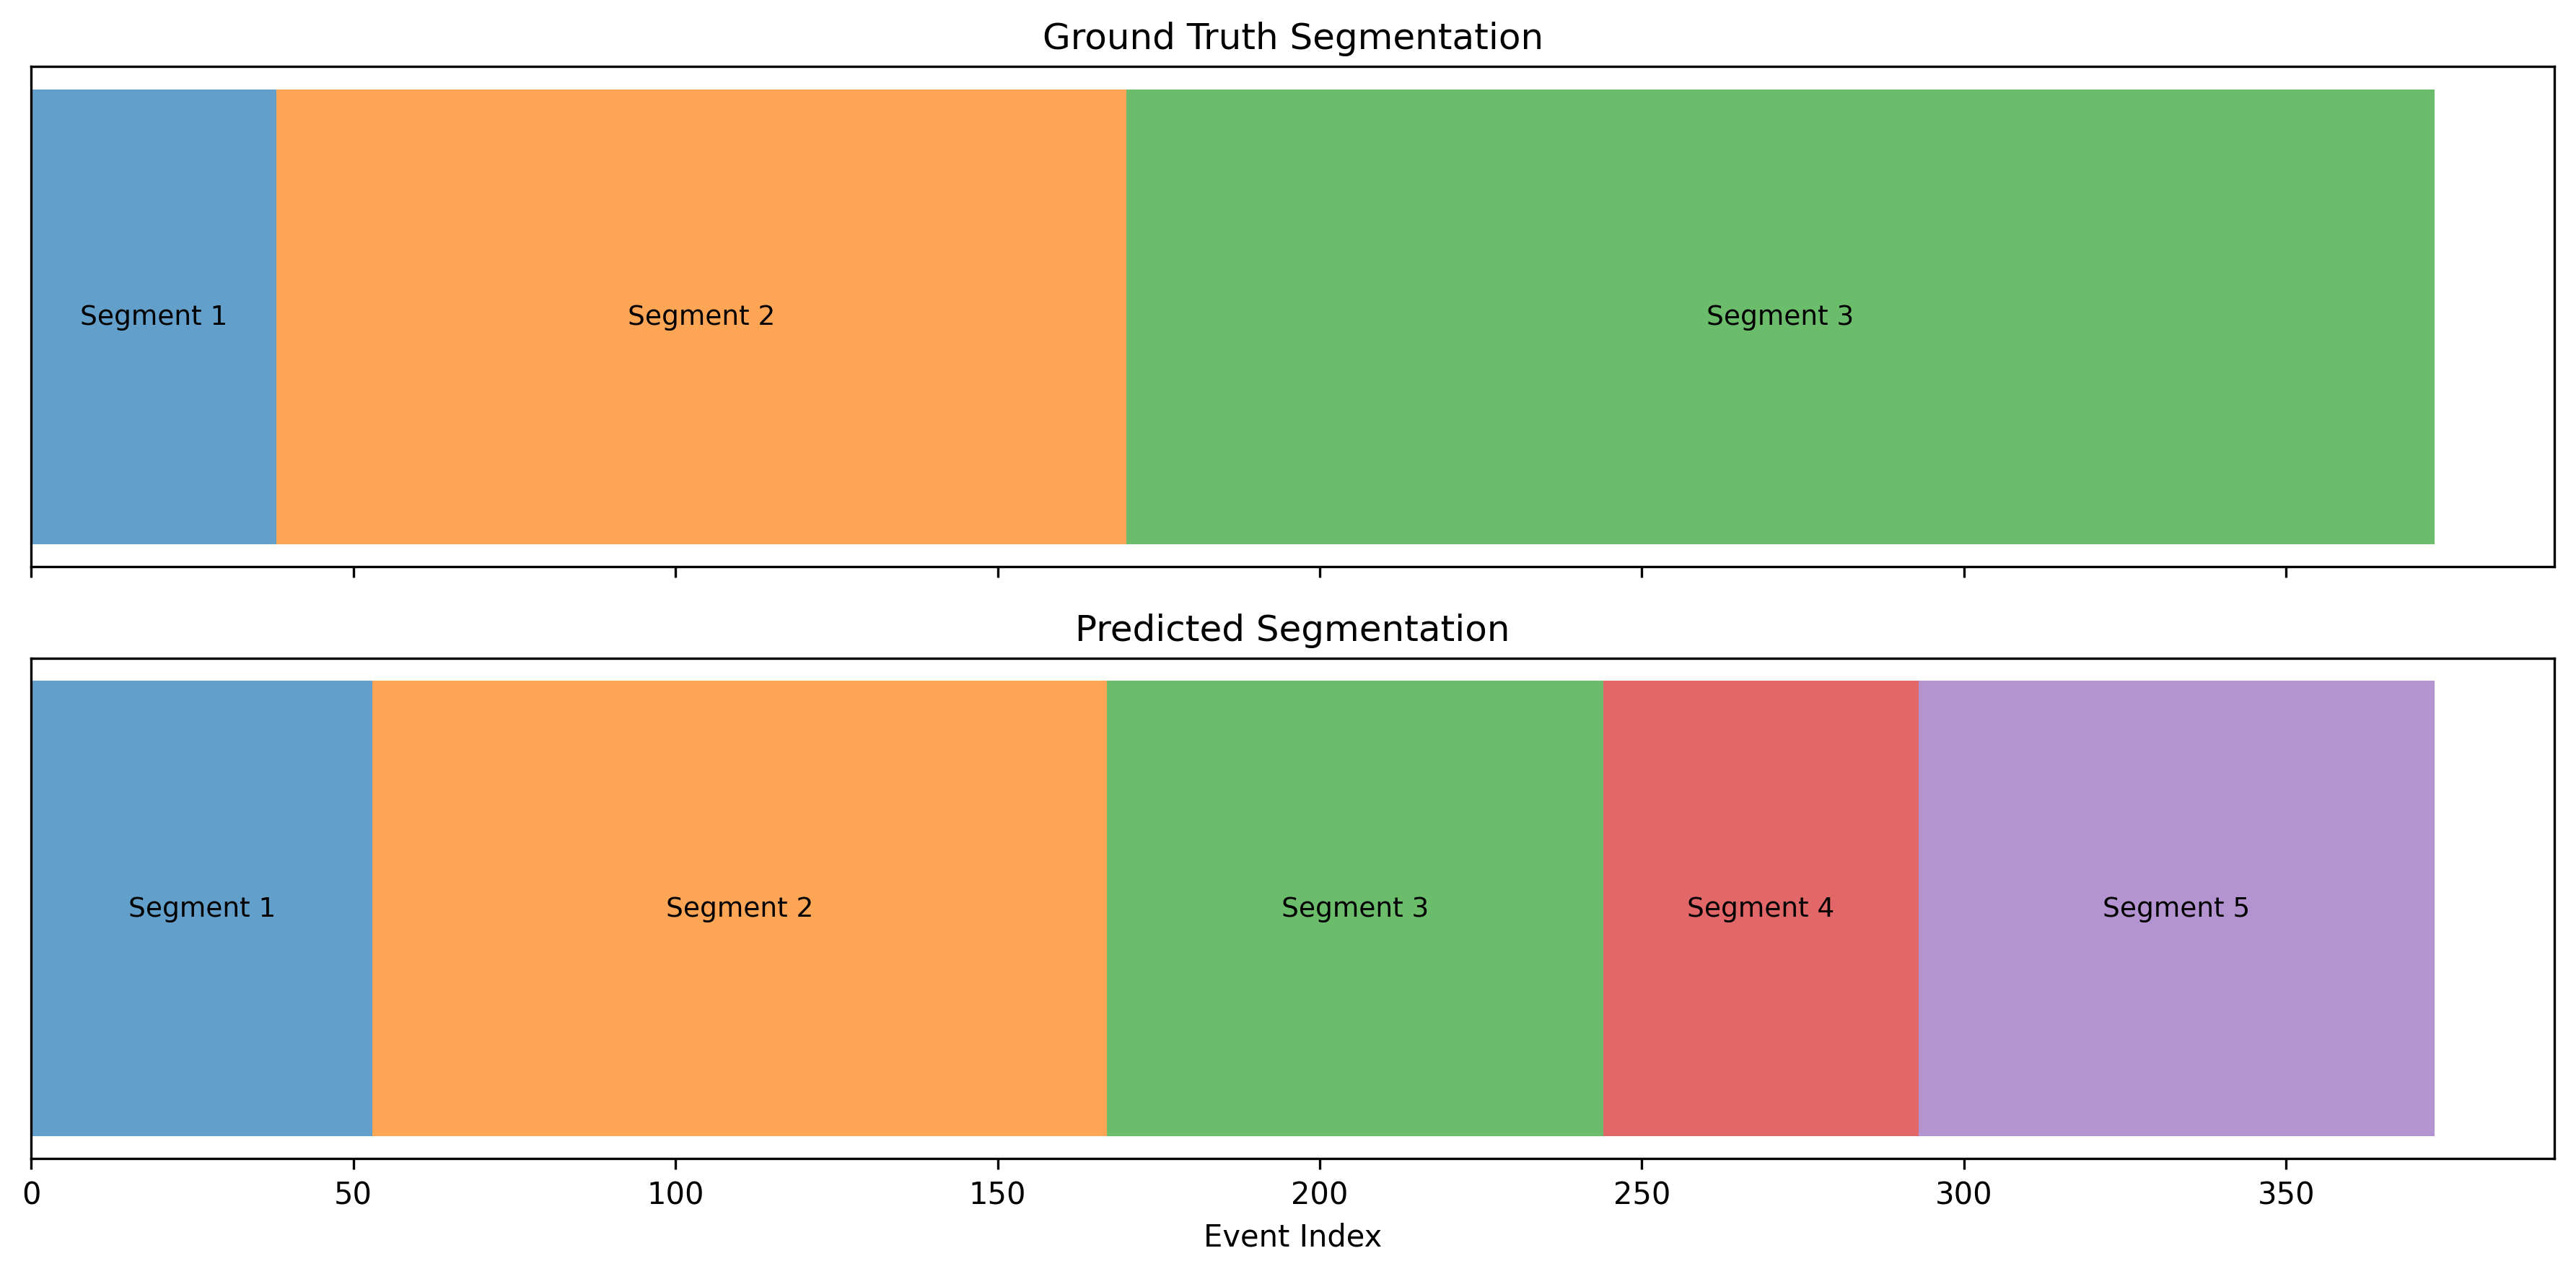 Ground Truth Segmentation
Segment 1 Segment 2 Segment 3
Predicted Segmentation
Segment 1 Segment 2 Segment 3 Segment 4 Segment 5
0 50 100 150 200 250 300 350
Event Index